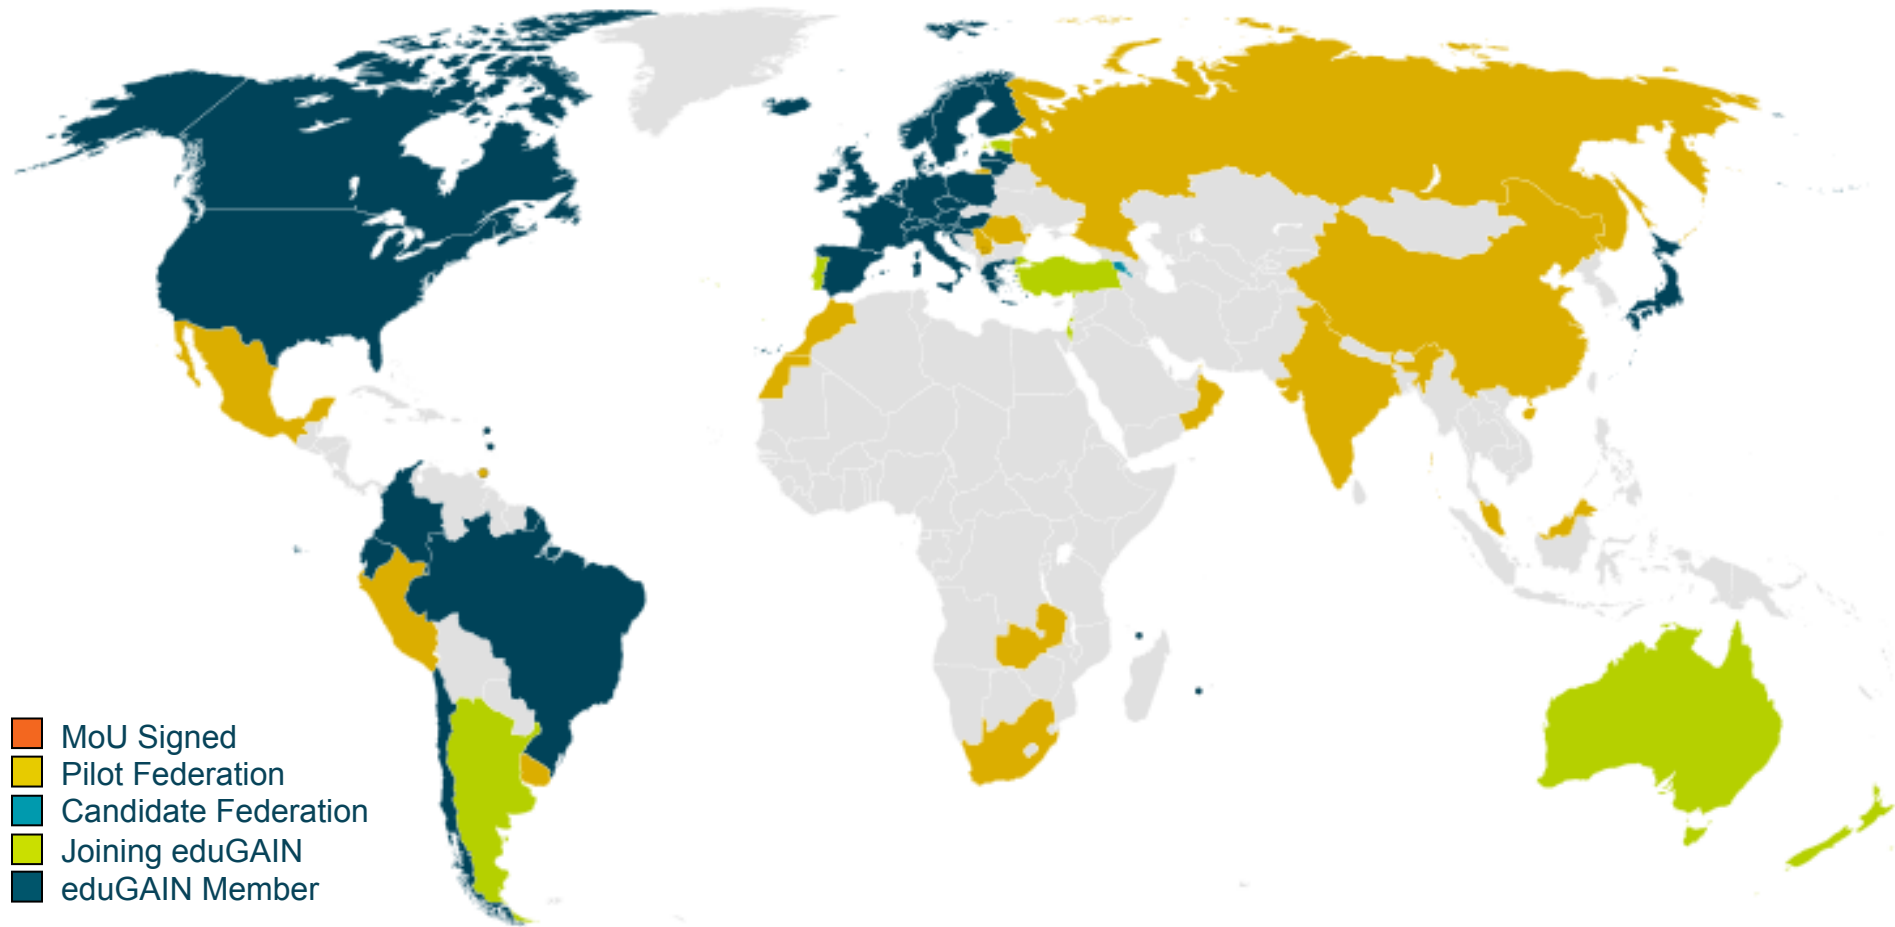 MoU Signed
Pilot Federation
Candidate Federation
Joining eduGAIN
eduGAIN Member